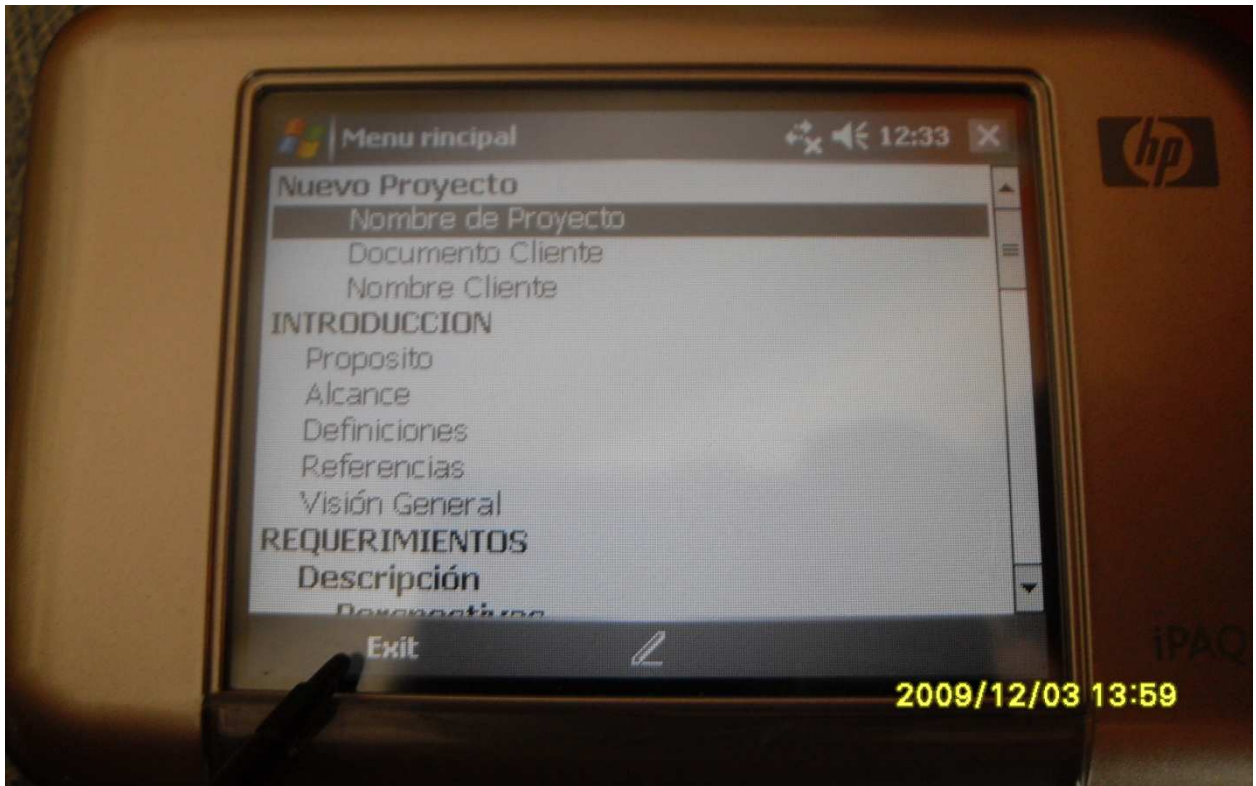 Menu rincipal 12:33
hp
Nuevo Proyecto
Nombre de Proyecto
Documento Cliente
Nombre Cliente
INTRODUCCION
Proposito
Alcance
Definiciones
Referencias
Visión General
REQUERIMIENTOS
Descripción
Exit
iPAQ
2009/12/03 13:59